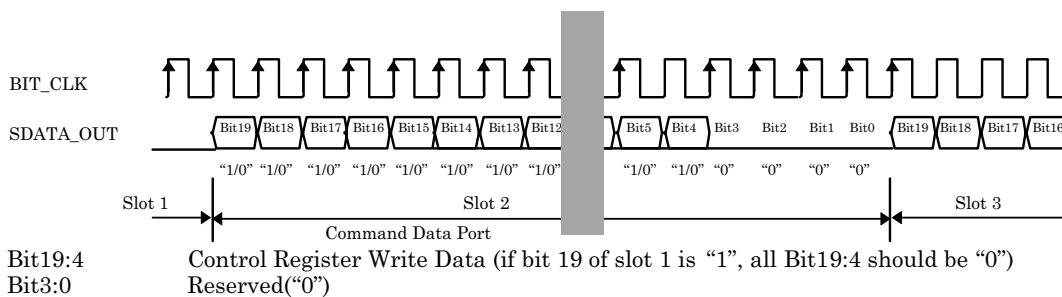 BIT_CLK
SDATA_OUT
Bit19 Bit18 Bit17 Bit16 Bit15 Bit14 Bit13 Bit12 Bit5 Bit4 Bit3 Bit2 Bit1 Bit0 Bit19 Bit18 Bit17 Bit16
“1/0” “1/0” “1/0” “1/0” “1/0” “1/0” “1/0” “1/0” “1/0” “1/0” “0” “0” “0” “0”
Slot 1 Slot 2 Slot 3
Command Data Port
Bit19:4 Control Register Write Data (if bit 19 of slot 1 is “1”, all Bit19:4 should be “0”)
Bit3:0 Reserved(“0”)